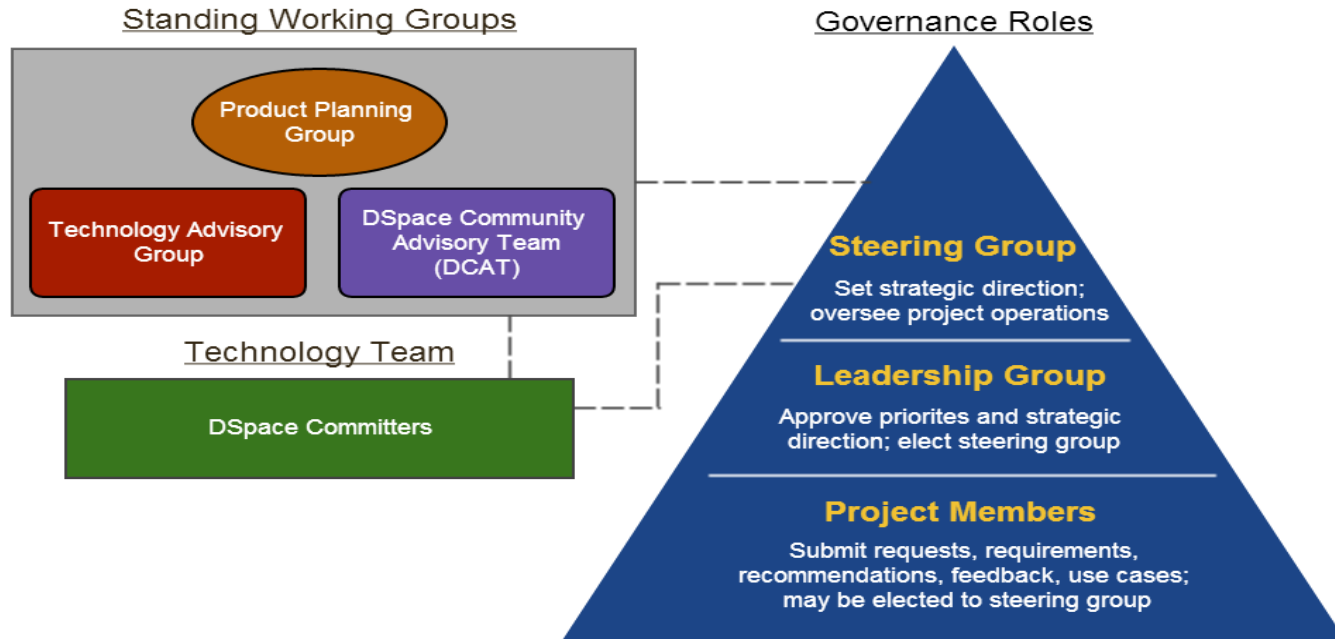 Standing Working Groups
Product Planning
Group
Technology Advisory
Group
DSpace Community
Advisory Team
(DCAT)
Technology Team
DSpace Committers
Governance Roles
Steering Group
Set strategic direction;
oversee project operations
Leadership Group
Approve priorites and strategic
direction; elect steering group
Project Members
Submit requests, requirements,
recommendations, feedback, use cases;
may be elected to steering group